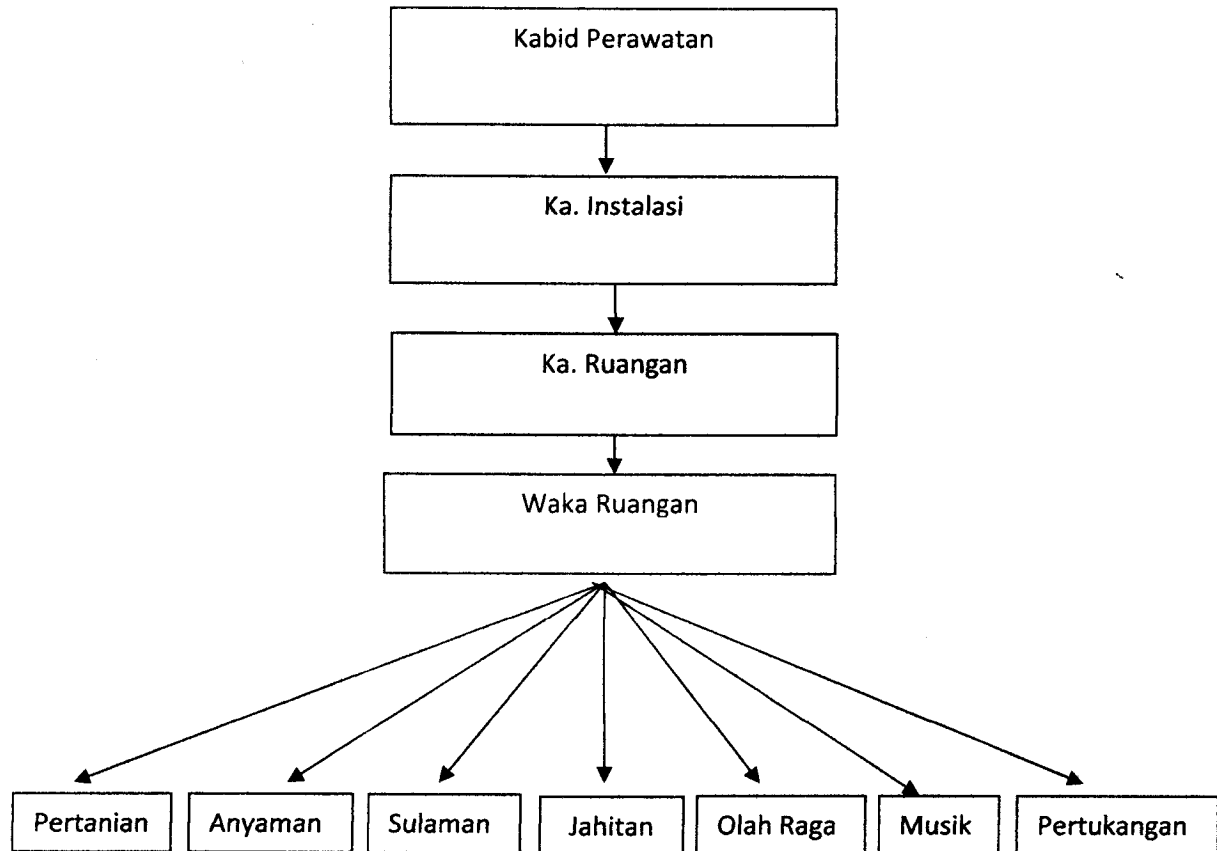 Kabid Perawatan
Ka. Instalasi
Ka. Ruangan
Waka Ruangan
Pertanian
Anyaman
Sulaman
Jahitan
Olah Raga
Musik
Pertukangan